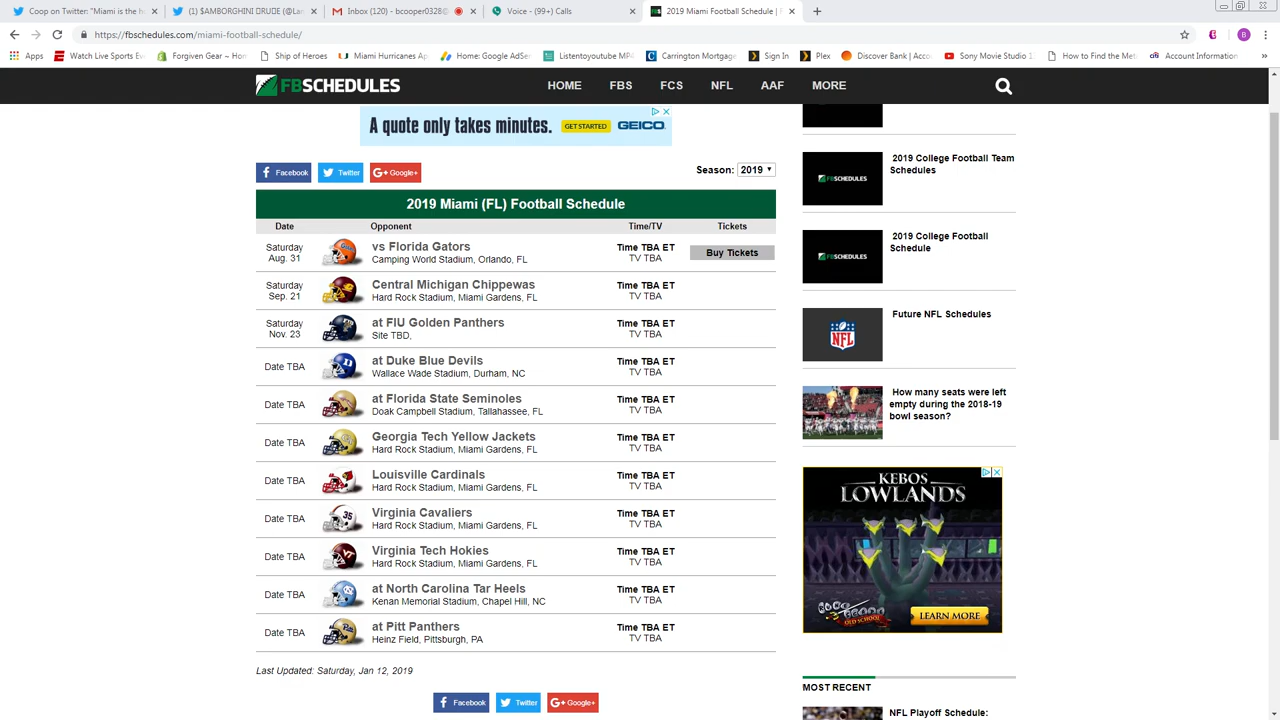 Coop on Twitter: "Miami is the h
(1) $AMBORGHINI DRUDE (@Lan
Inbox (120) - bcooper0328@
Voice - (99+) Calls
2019 Miami Football Schedule | F
https://fbschedules.com/miami-football-schedule/
Apps
Watch Live Sports Ev
Forgiven Gear – Hom
Ship of Heroes
Miami Hurricanes Ap
Home: Google AdSen
Listentoyoutube MP4
Carrington Mortgage
Sign In
Plex
Discover Bank | Acco
Sony Movie Studio 13
How to Find the Met
Account Information
FBSCHEDULES
HOME
FBS
FCS
NFL
AAF
MORE
A quote only takes minutes.
GET STARTED
GEICO.
Facebook
Twitter
Google+
Season: 2019
2019 Miami (FL) Football Schedule
Date Opponent Time/TV Tickets
Saturday vs Florida Gators Time TBA ET
Buy Tickets
Aug. 31 Camping World Stadium, Orlando, FL TV TBA
Saturday Central Michigan Chippewas Time TBA ET
Sep. 21 Hard Rock Stadium, Miami Gardens, FL TV TBA
Saturday at FIU Golden Panthers Time TBA ET
Nov. 23 Site TBD, TV TBA
at Duke Blue Devils Time TBA ET
Date TBA
Wallace Wade Stadium, Durham, NC TV TBA
at Florida State Seminoles Time TBA ET
Date TBA
Doak Campbell Stadium, Tallahassee, FL TV TBA
Georgia Tech Yellow Jackets Time TBA ET
Date TBA
Hard Rock Stadium, Miami Gardens, FL TV TBA
Louisville Cardinals Time TBA ET
Date TBA
Hard Rock Stadium, Miami Gardens, FL TV TBA
Virginia Cavaliers Time TBA ET
Date TBA
Hard Rock Stadium, Miami Gardens, FL TV TBA
Virginia Tech Hokies Time TBA ET
Date TBA
Hard Rock Stadium, Miami Gardens, FL TV TBA
at North Carolina Tar Heels Time TBA ET
Date TBA
Kenan Memorial Stadium, Chapel Hill, NC TV TBA
at Pitt Panthers Time TBA ET
Date TBA
Heinz Field, Pittsburgh, PA TV TBA
Last Updated: Saturday, Jan 12, 2019
Facebook
Twitter
Google+
FBSCHEDULES
2019 College Football Team
Schedules
FBSCHEDULES
2019 College Football
Schedule
NFL
Future NFL Schedules
How many seats were left
empty during the 2018-19
bowl season?
KEBOS
LOWLANDS
OLD SCHOOL
LEARN MORE
MOST RECENT
NFL Playoff Schedule: